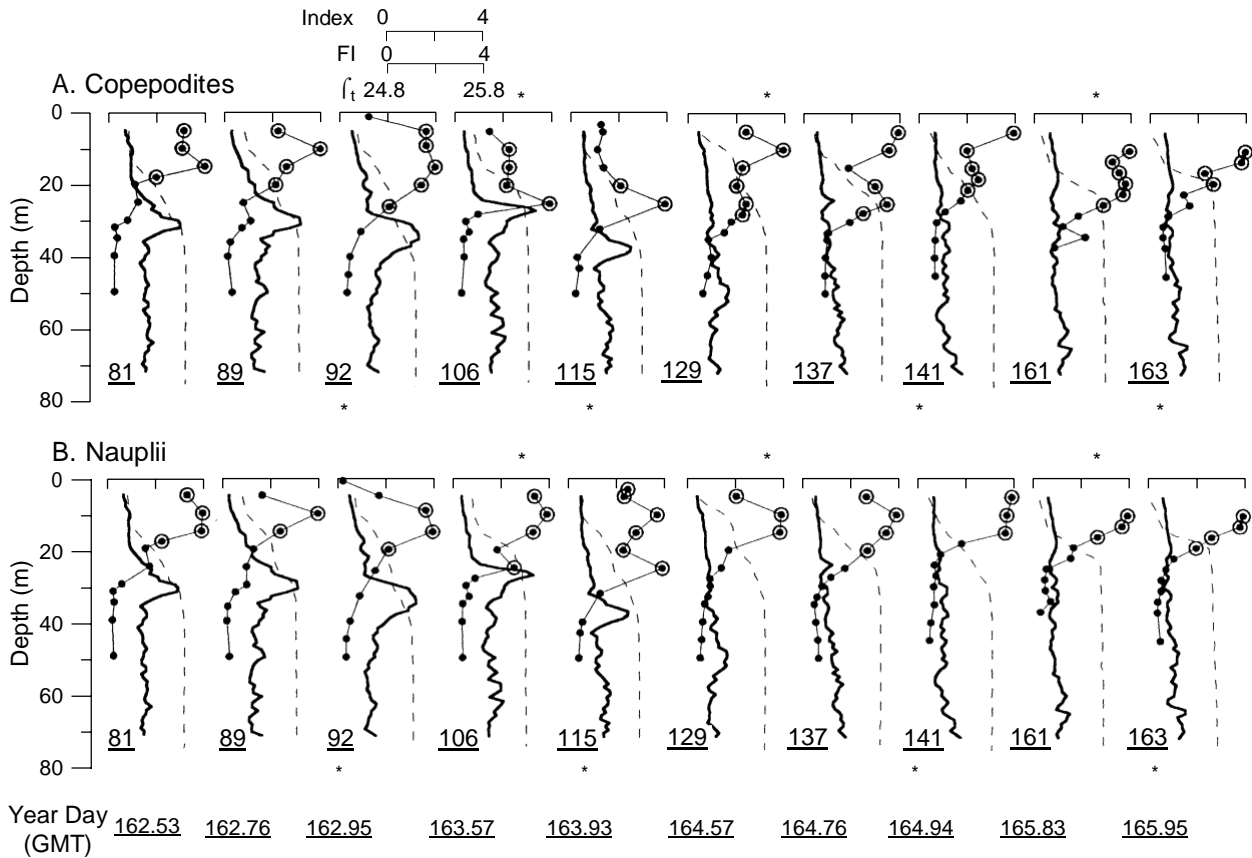 Index 0 4
FI 0 4
∫t 24.8 25.8
A. Copepodites
* * *
0
20
40
60
80
Depth (m)
81 89 92 106 115 129 137 141 161 163
* * * *
B. Nauplii
* * *
0
20
40
60
80
Depth (m)
81 89 92 106 115 129 137 141 161 163
* * * *
Year Day (GMT) 162.53 162.76 162.95 163.57 163.93 164.57 164.76 164.94 165.83 165.95